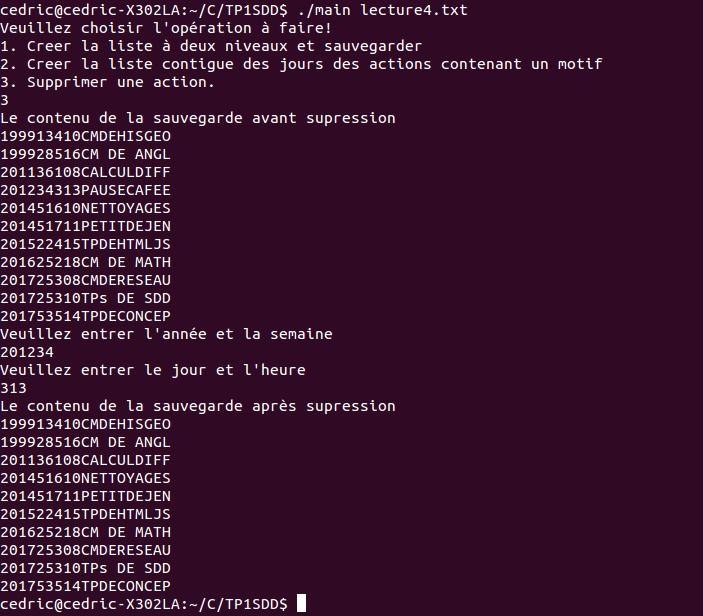 cedric@cedric-X302LA:~/C/TP1SDD$ ./main lecture4.txt
Veuillez choisir l'opération à faire!
1. Creer la liste à deux niveaux et sauvegarder
2. Creer la liste contigue des jours des actions contenant un motif
3. Supprimer une action.
3
Le contenu de la sauvegarde avant supression
199913410CMDEHISGEO
199928516CM DE ANGL
201136108CALCULDIFF
201234313PAUSECAFEE
201451610NETTOYAGES
201451711PETITDEJEN
201522415TPDEHTMLJS
201625218CM DE MATH
201725308CMDERESEAU
201725310TPs DE SDD
201753514TPDECONCEP
Veuillez entrer l'année et la semaine
201234
Veuillez entrer le jour et l'heure
313
Le contenu de la sauvegarde après supression
199913410CMDEHISGEO
199928516CM DE ANGL
201136108CALCULDIFF
201451610NETTOYAGES
201451711PETITDEJEN
201522415TPDEHTMLJS
201625218CM DE MATH
201725308CMDERESEAU
201725310TPs DE SDD
201753514TPDECONCEP
cedric@cedric-X302LA:~/C/TP1SDD$